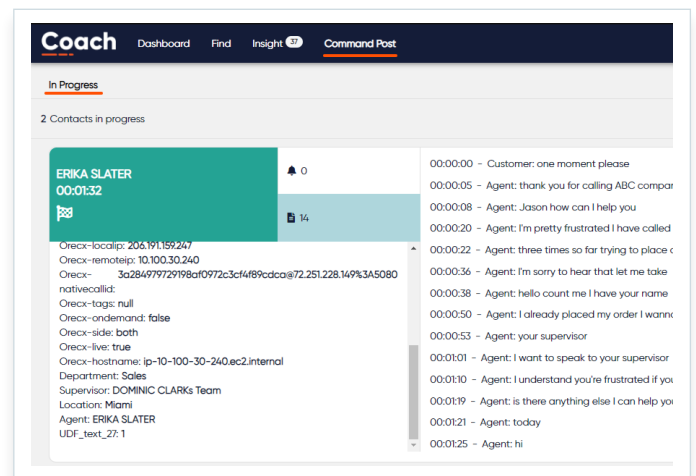 Coach Dashboard Find Insight 37 Command Post
In Progress
2 Contacts in progress
ERIKA SLATER
00:01:32
0
14
Orecx-localip: 206.191.159.247
Orecx-remoteip: 10.100.30.240
Orecx- 3a284979729198af0972c3cf4f89cdca@72.251.228.149%3A5080
nativecallid:
Orecx-tags: null
Orecx-ondemand: false
Orecx-side: both
Orecx-live: true
Orecx-hostname: ip-10-100-30-240.ec2.internal
Department: Sales
Supervisor: DOMINIC CLARKs Team
Location: Miami
Agent: ERIKA SLATER
UDF_text_27: 1
00:00:00 - Customer: one moment please
00:00:05 - Agent: thank you for calling ABC compar
00:00:08 - Agent: Jason how can I help you
00:00:20 - Agent: I'm pretty frustrated I have called
00:00:22 - Agent: three times so far trying to place
00:00:36 - Agent: I'm sorry to hear that let me take
00:00:38 - Agent: hello count me I have your name
00:00:50 - Agent: I already placed my order I wann
00:00:53 - Agent: your supervisor
00:01:01 - Agent: I want to speak to your supervisor
00:01:10 - Agent: I understand you're frustrated if you
00:01:19 - Agent: is there anything else I can help yo
00:01:21 - Agent: today
00:01:25 - Agent: hi